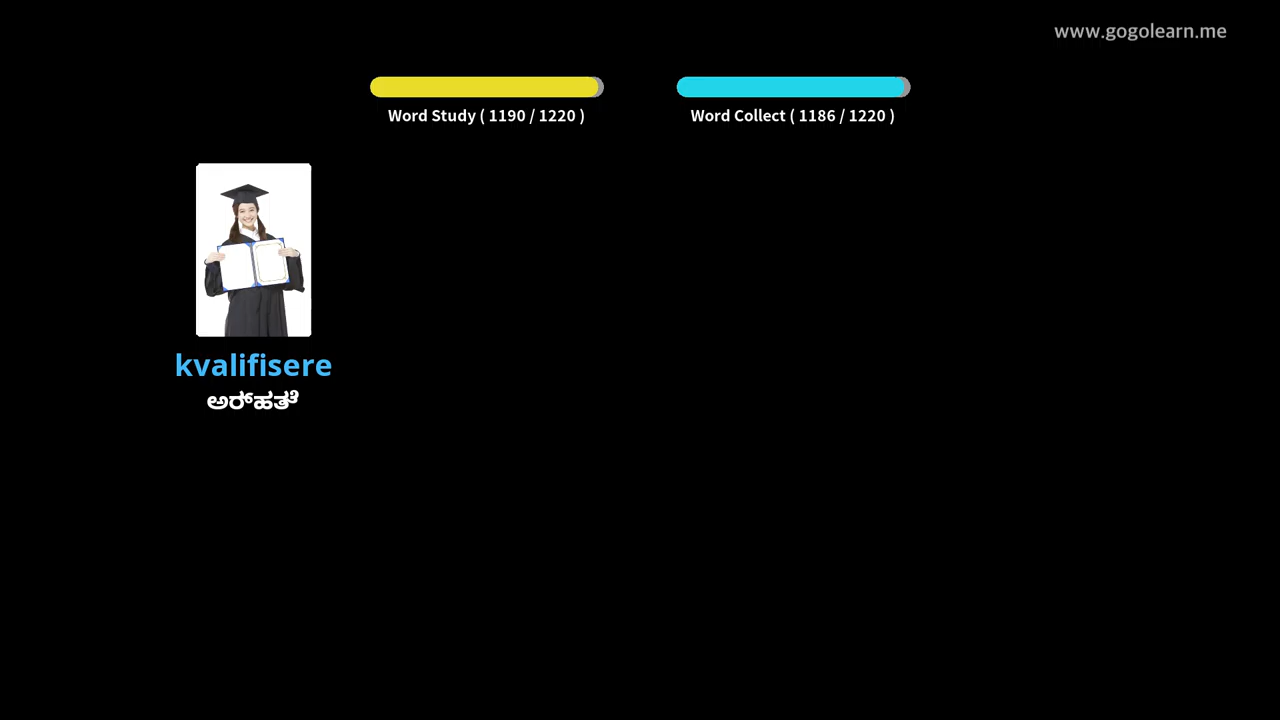 www.gogolearn.me
Word Study ( 1190 / 1220 )
Word Collect ( 1186 / 1220 )
kvalifisere
ಅರ್ಹತೆ